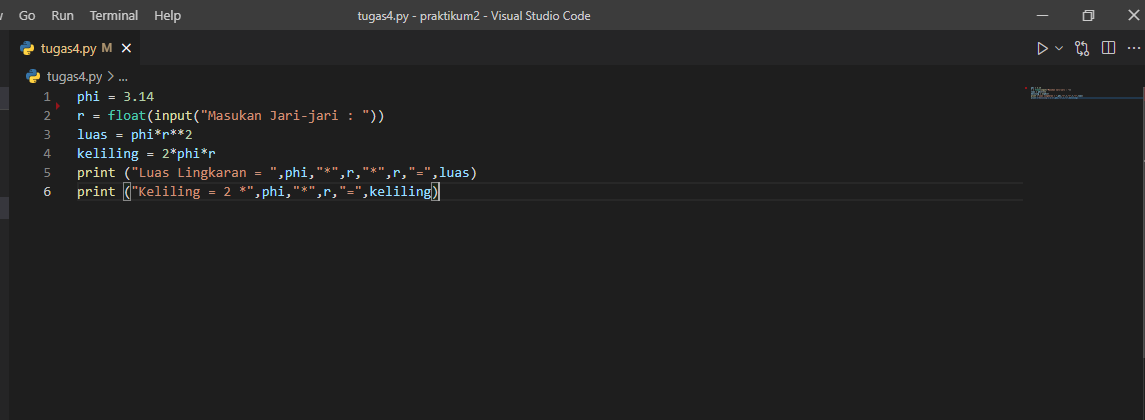 Go Run Terminal Help tugas4.py - praktikum2 - Visual Studio Code
tugas4.py M
tugas4.py > ...
1 phi = 3.14
2 r = float(input("Masukan Jari-jari : "))
3 luas = phi*r**2
4 keliling = 2*phi*r
5 print ("Luas Lingkaran = ",phi,"*",r,"*",r,"=",luas)
6 print ("Keliling = 2 *",phi,"*",r,"=",keliling)